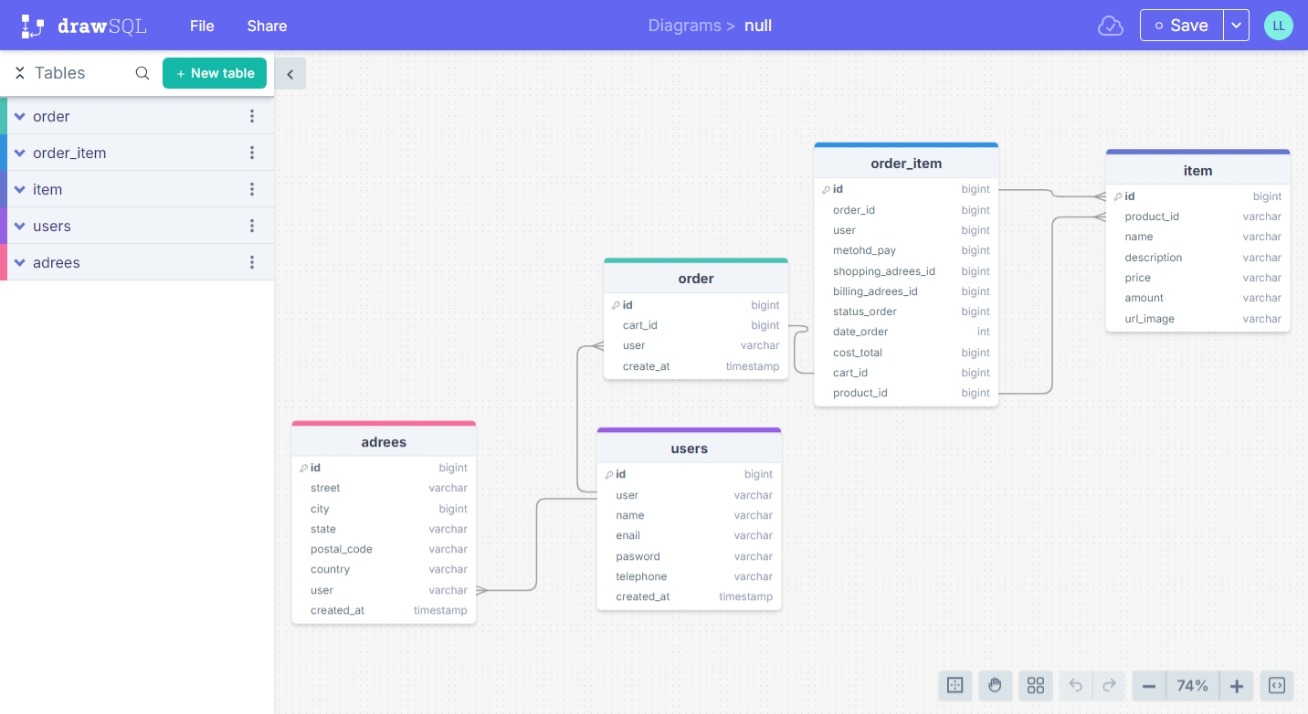 drawSQL File Share Diagrams > null Save LL
Tables + New table
order
order_item
item
users
adrees
order_item
id bigint
order_id bigint
user bigint
metohd_pay bigint
shopping_adrees_id bigint
billing_adrees_id bigint
status_order bigint
date_order int
cost_total bigint
cart_id bigint
product_id bigint
item
id bigint
product_id varchar
name varchar
description varchar
price varchar
amount varchar
url_image varchar
order
id bigint
cart_id bigint
user varchar
create_at timestamp
adrees
id bigint
street varchar
city bigint
state varchar
postal_code varchar
country varchar
user varchar
created_at timestamp
users
id bigint
user varchar
name varchar
enail varchar
pasword varchar
telephone varchar
created_at timestamp
74%